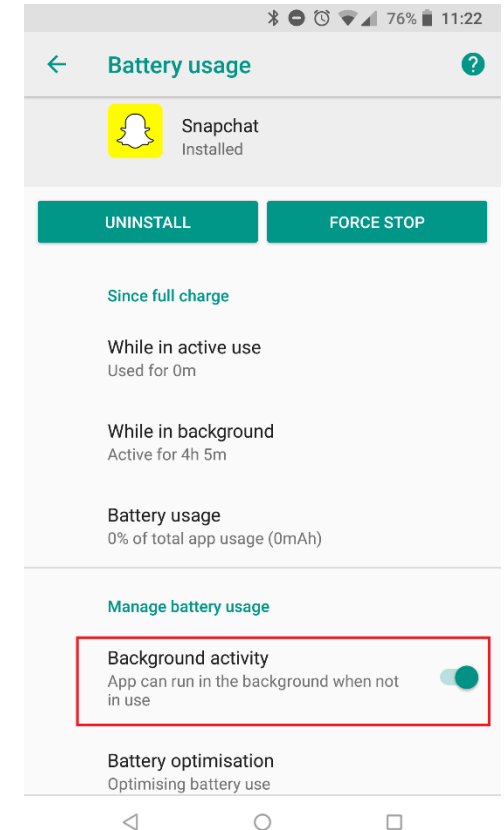 76% 11:22
Battery usage
?
Snapchat
Installed
UNINSTALL FORCE STOP
Since full charge
While in active use
Used for 0m
While in background
Active for 4h 5m
Battery usage
0% of total app usage (0mAh)
Manage battery usage
Background activity
App can run in the background when not
in use
Battery optimisation
Optimising battery use